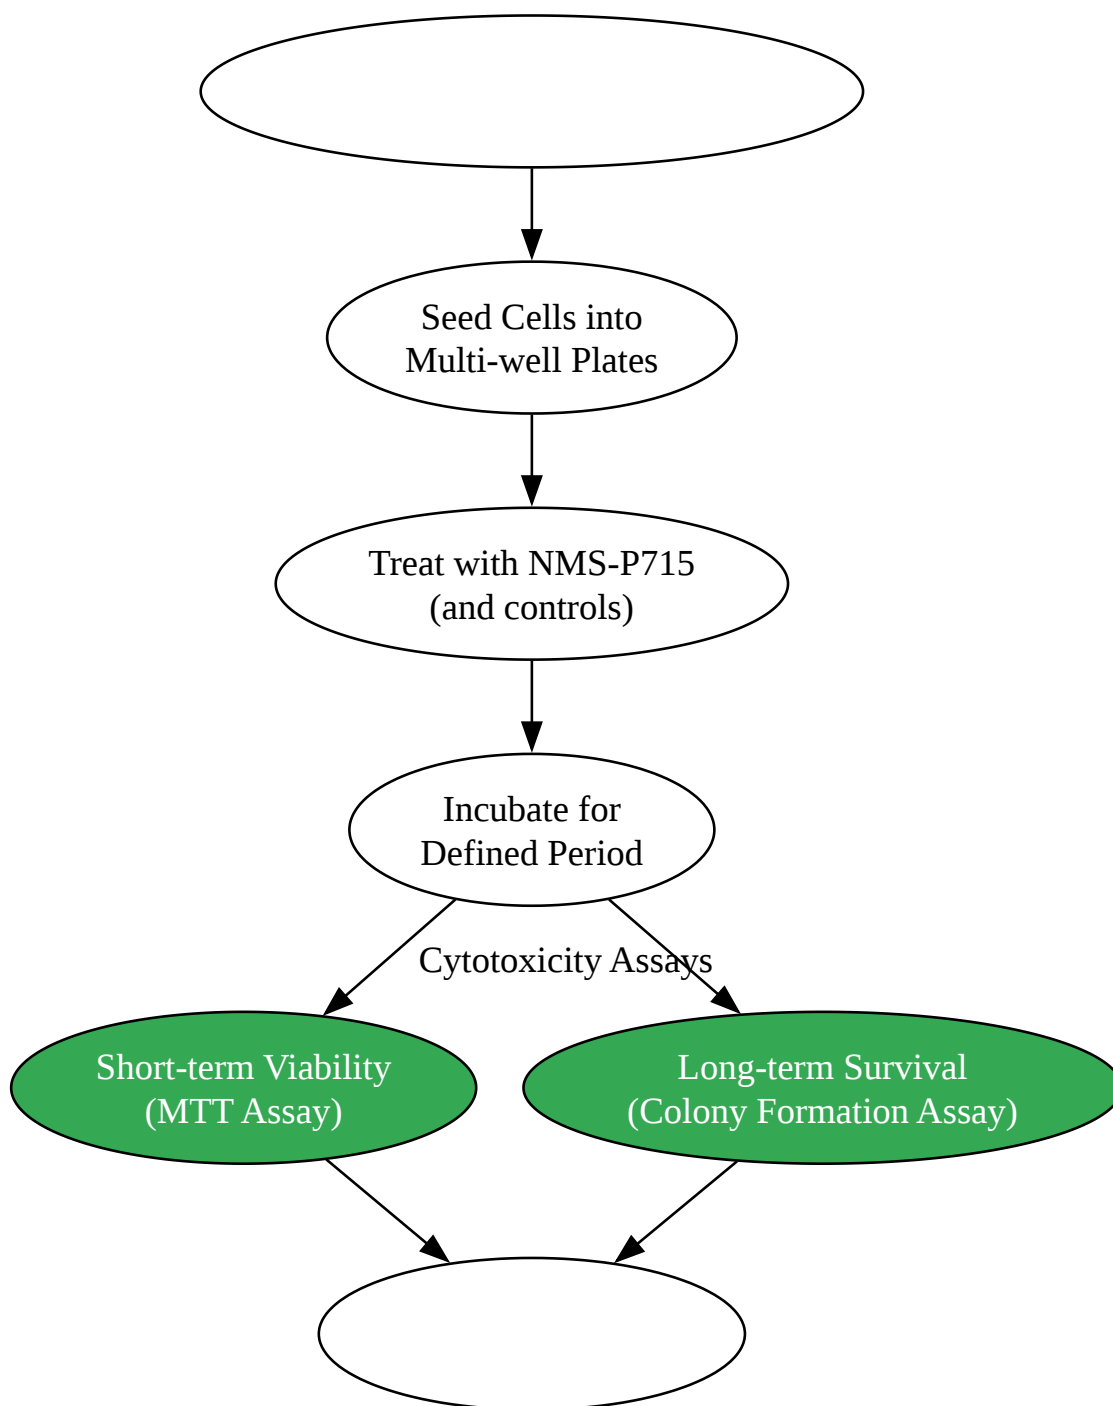 Seed Cells into
Multi-well Plates
Treat with NMS-P715
(and controls)
Incubate for
Defined Period
Cytotoxicity Assays
Short-term Viability
(MTT Assay)
Long-term Survival
(Colony Formation Assay)